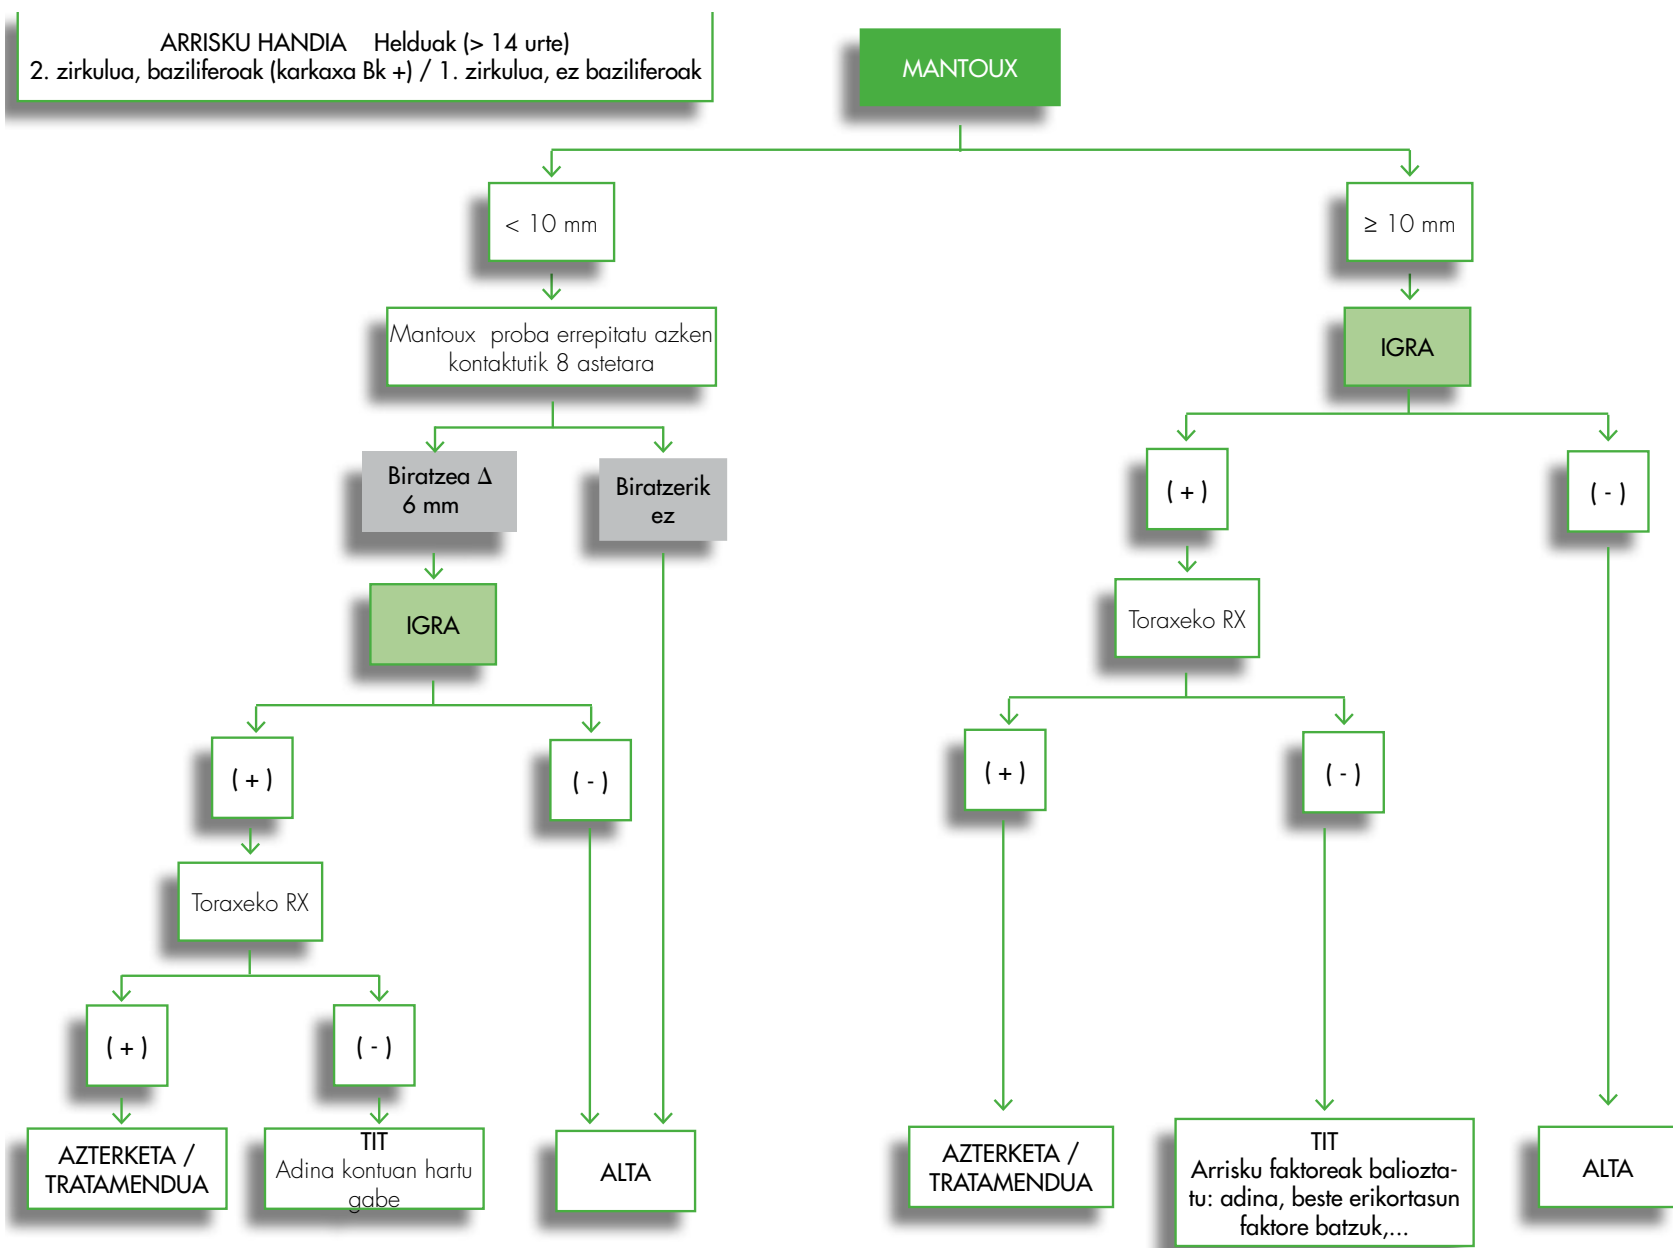 ARRISKU HANDIA Helduak (> 14 urte)
2. zirkulua, baziliferoak (karkaxa Bk +) / 1. zirkulua, ez baziliferoak
MANTOUX
< 10 mm
≥ 10 mm
Mantoux proba errepitatu azken
kontaktutik 8 astetara
IGRA
Biratzea Δ
6 mm
Biratzerik
ez
( + )
( - )
IGRA
Toraxeko RX
( + )
( - )
( + )
( - )
Toraxeko RX
( + )
( - )
AZTERKETA /
TRATAMENDUA
TIT
Adina kontuan hartu
gabe
ALTA
AZTERKETA /
TRATAMENDUA
TIT
Arrisku faktoreak baliozta-
tu: adina, beste erikortasun
faktore batzuk,...
ALTA